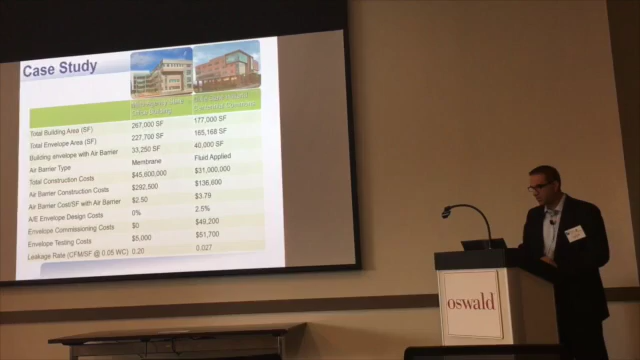 Case Study
Total Building Area (SF) 267,000 SF 177,000 SF
Total Envelope Area (SF) 227,700 SF 165,168 SF
Building envelope with Air Barrier 33,250 SF 40,000 SF
Air Barrier Type Membrane Fluid Applied
Total Construction Costs $45,600,000 $31,000,000
Air Barrier Construction Costs $292,500 $136,600
Air Barrier Cost/SF with Air Barrier $2.50 $3.79
A/E Envelope Design Costs 0% 2.5%
Envelope Commissioning Costs $0 $49,200
Envelope Testing Costs $5,000 $51,700
Leakage Rate (CFM/SF @ 0.05 WC) 0.20 0.027
oswald